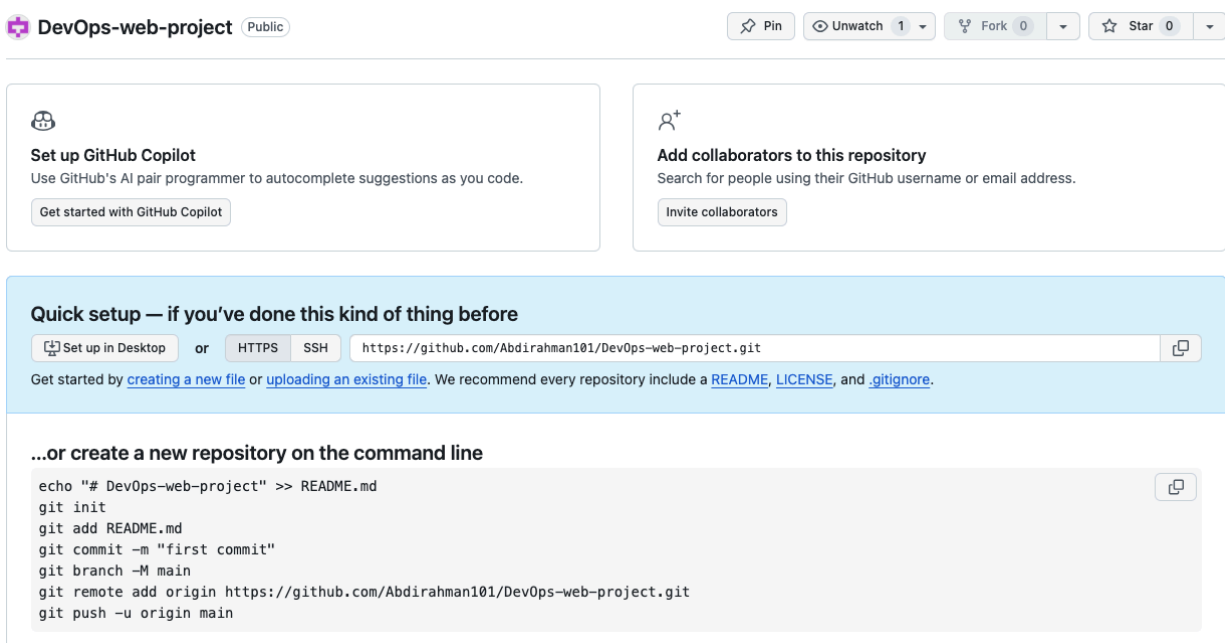 DevOps-web-project Public Pin Unwatch 1 Fork 0 Star 0
Set up GitHub Copilot
Use GitHub's AI pair programmer to autocomplete suggestions as you code.
Get started with GitHub Copilot
Add collaborators to this repository
Search for people using their GitHub username or email address.
Invite collaborators
Quick setup — if you've done this kind of thing before
Set up in Desktop or HTTPS SSH https://github.com/Abdirahman101/DevOps-web-project.git
Get started by creating a new file or uploading an existing file. We recommend every repository include a README, LICENSE, and .gitignore.
...or create a new repository on the command line
echo "# DevOps-web-project" >> README.md
git init
git add README.md
git commit -m "first commit"
git branch -M main
git remote add origin https://github.com/Abdirahman101/DevOps-web-project.git
git push -u origin main